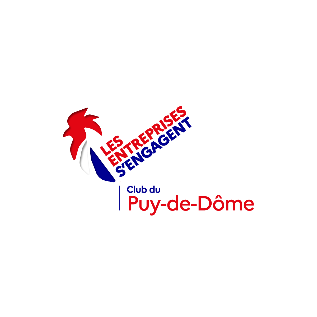 LES
ENTREPRISES
S'ENGAGENT
Club du
Puy-de-Dôme